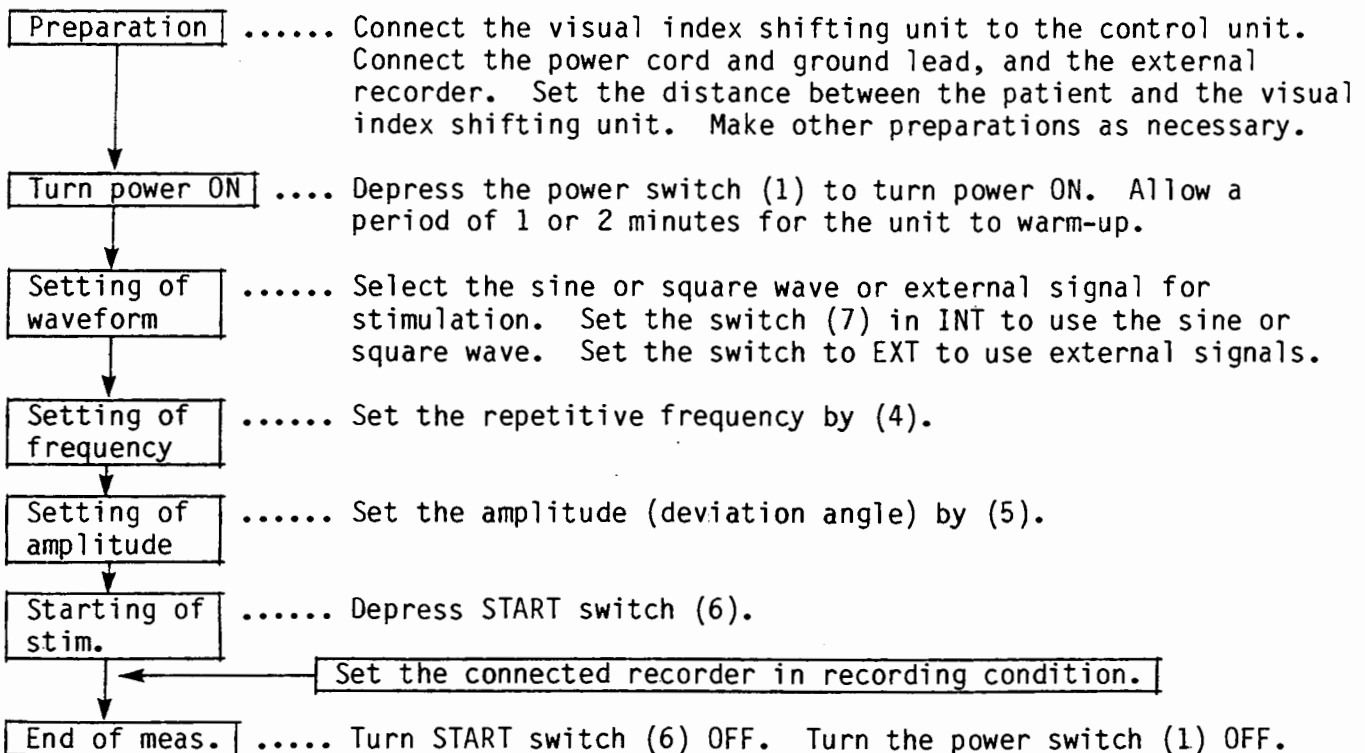 Preparation ...... Connect the visual index shifting unit to the control unit.
Connect the power cord and ground lead, and the external
recorder. Set the distance between the patient and the visual
index shifting unit. Make other preparations as necessary.
Turn power ON .... Depress the power switch (1) to turn power ON. Allow a
period of 1 or 2 minutes for the unit to warm-up.
Setting of
waveform
...... Select the sine or square wave or external signal for
stimulation. Set the switch (7) in INT to use the sine or
square wave. Set the switch to EXT to use external signals.
Setting of
frequency
...... Set the repetitive frequency by (4).
Setting of
amplitude
...... Set the amplitude (deviation angle) by (5).
Starting of
stim.
...... Depress START switch (6).
Set the connected recorder in recording condition.
End of meas. ..... Turn START switch (6) OFF. Turn the power switch (1) OFF.